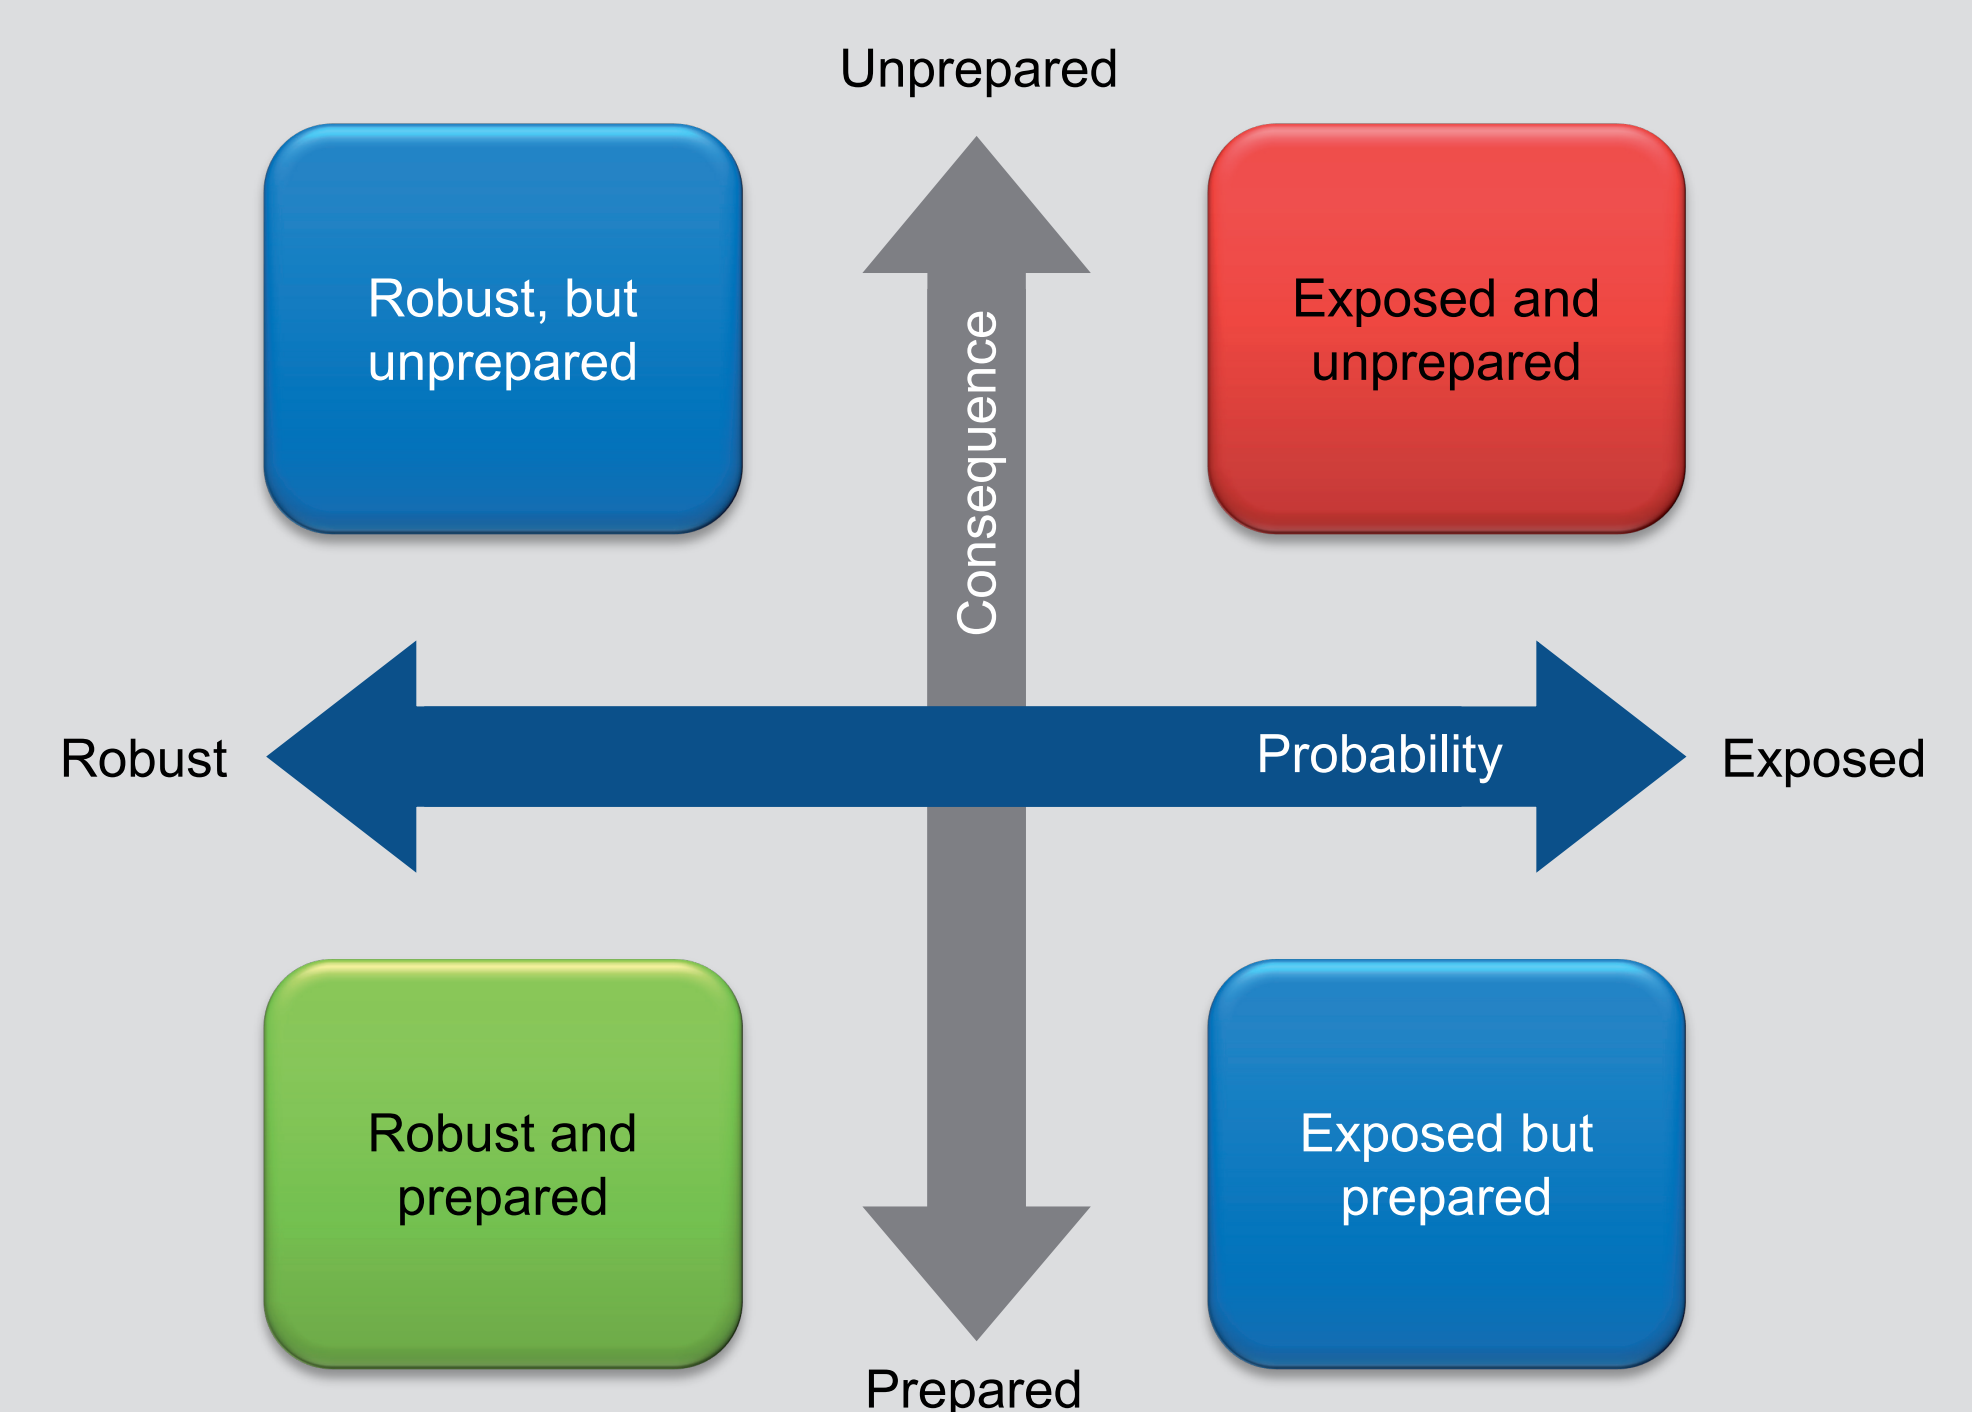 Unprepared
Robust, but
unprepared
Exposed and
unprepared
Consequence
Robust
Probability
Exposed
Robust and
prepared
Exposed but
prepared
Prepared